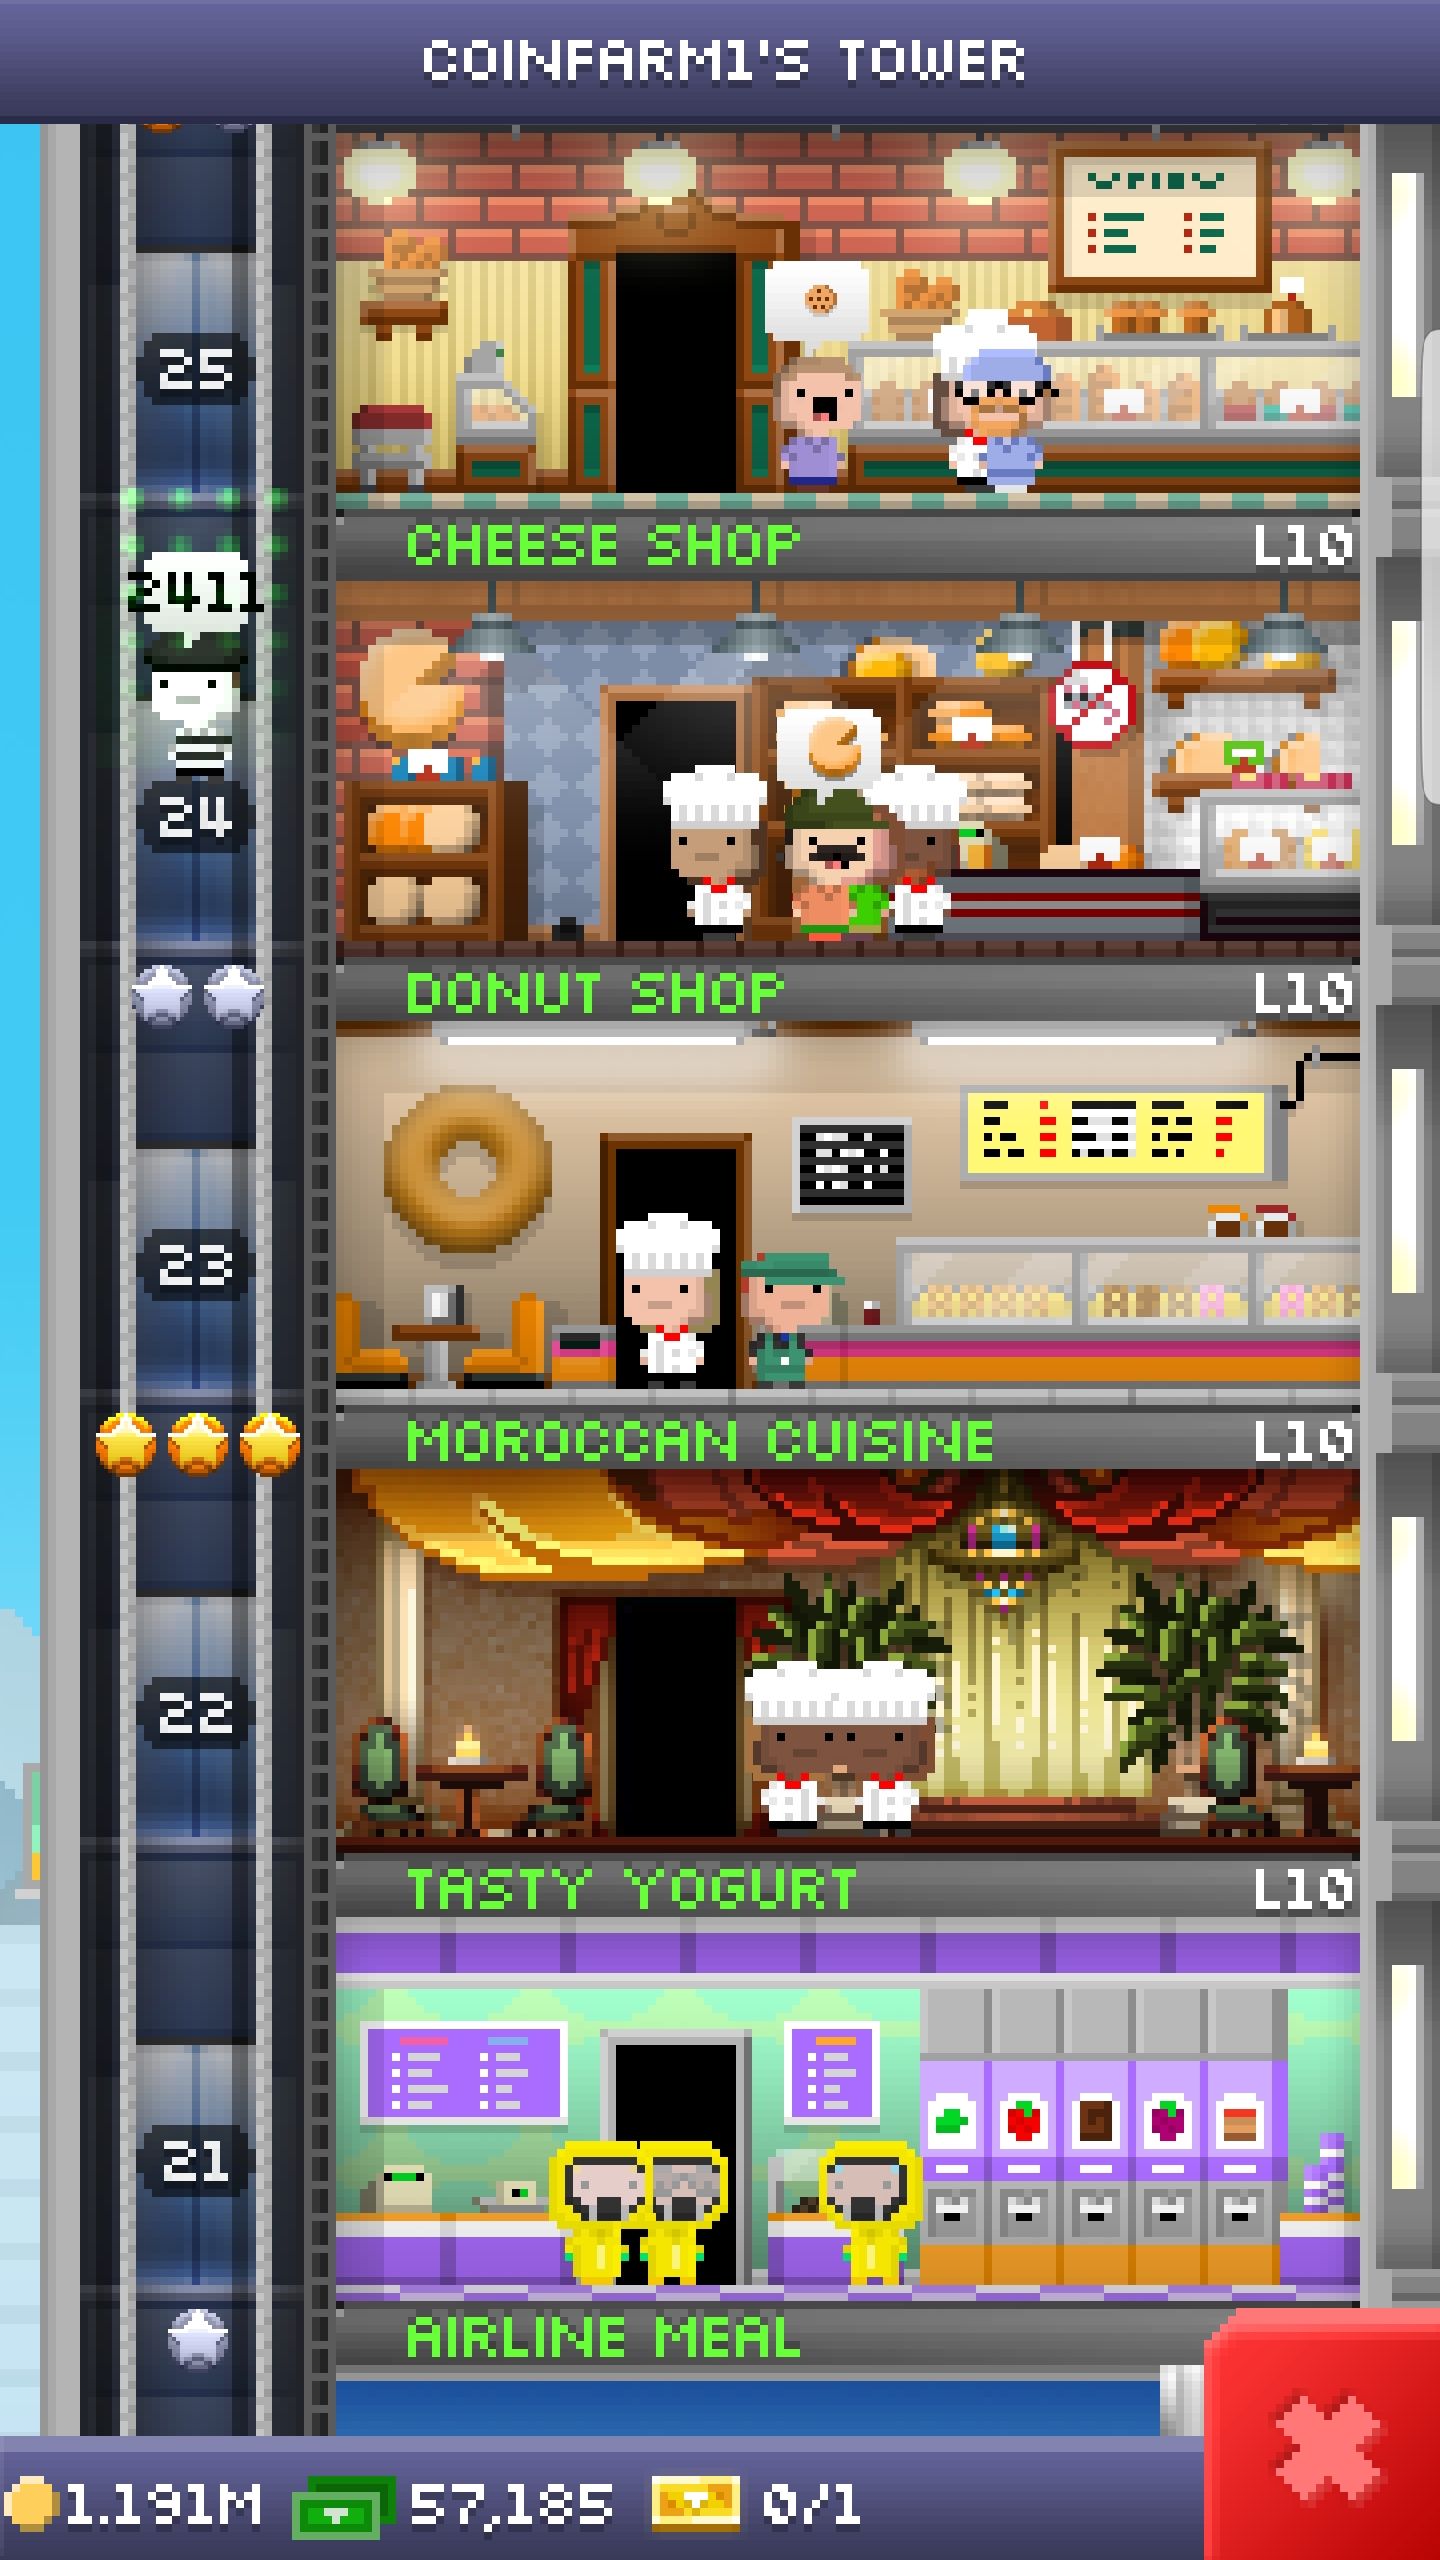 COINFARM1'S TOWER
25
CHEESE SHOP L10
2411
24
DONUT SHOP L10
23
MOROCCAN CUISINE L10
22
TASTY YOGURT L10
21
AIRLINE MEAL
1.191M 57,185 0/1